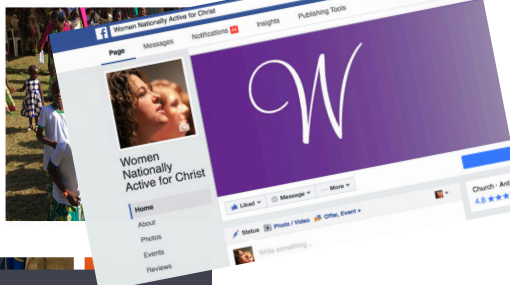 f Women Nationally Active for Christ
Page Messages Notifications 44 Insights Publishing Tools
W
Women
Nationally
Active for Christ
Home
About
Photos
Events
Reviews
Liked Message ••• More
Status Photo / Video Offer, Event +
Write something...
Church
4.8 ★★★